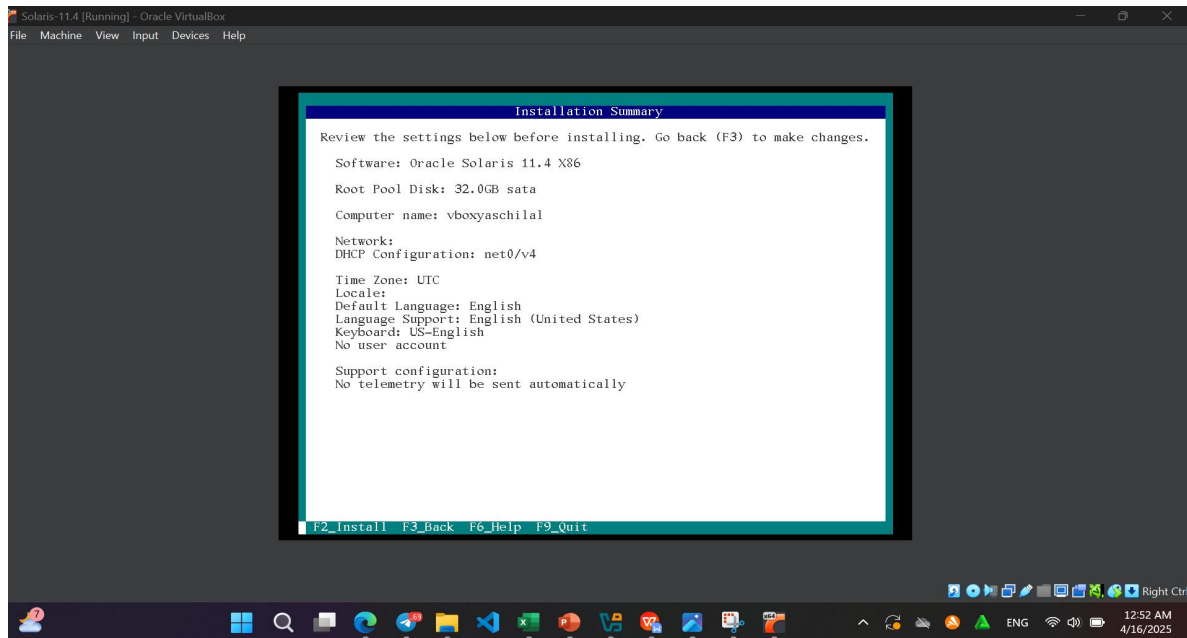 Solaris-11.4 [Running] - Oracle VirtualBox
File Machine View Input Devices Help
Installation Summary
Review the settings below before installing. Go back (F3) to make changes.
Software: Oracle Solaris 11.4 X86
Root Pool Disk: 32.0GB sata
Computer name: vboxyaschilal
Network:
DHCP Configuration: net0/v4
Time Zone: UTC
Locale:
Default Language: English
Language Support: English (United States)
Keyboard: US-English
No user account
Support configuration:
No telemetry will be sent automatically
F2_Install F3_Back F6_Help F9_Quit
Right Ctr
7
ENG
12:52 AM
4/16/2025